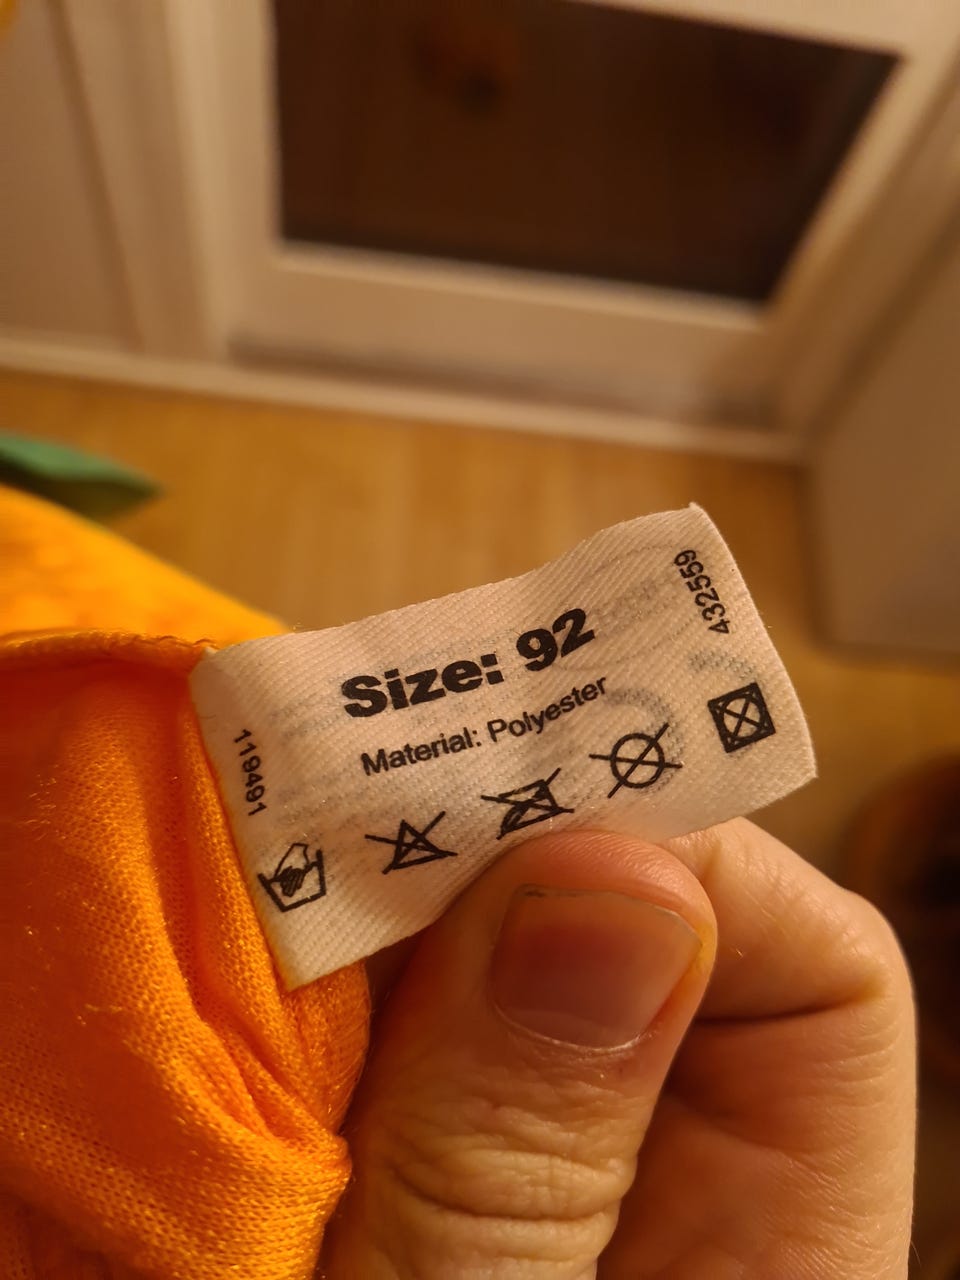 Size: 92
Material: Polyester
119491
432559